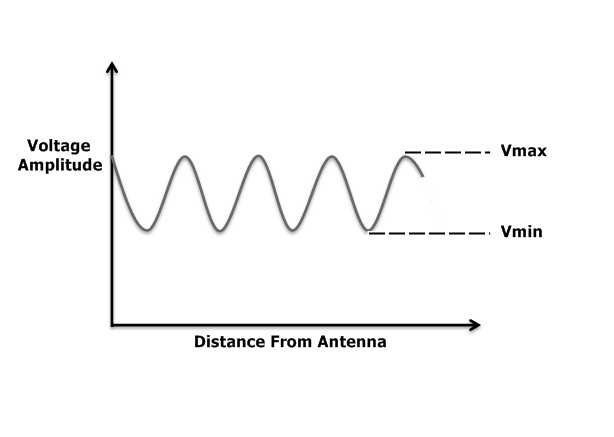 Voltage
Amplitude
Vmax
Vmin
Distance From Antenna